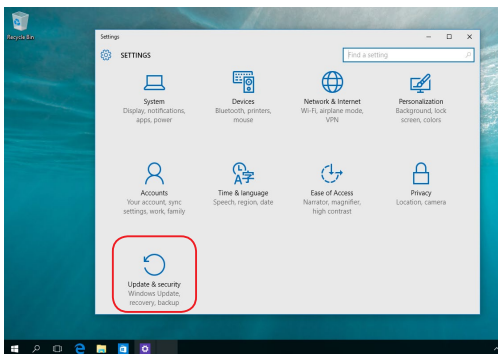 Recycle Bin
Settings
SETTINGS
Find a setting
System
Display, notifications,
apps, power
Devices
Bluetooth, printers,
mouse
Network & Internet
Wi-Fi, airplane mode,
VPN
Personalization
Background, lock
screen, colors
Accounts
Your account, sync
settings, work, family
Time & language
Speech, region, date
Ease of Access
Narrator, magnifier,
high contrast
Privacy
Location, camera
Update & security
Windows Update,
recovery, backup